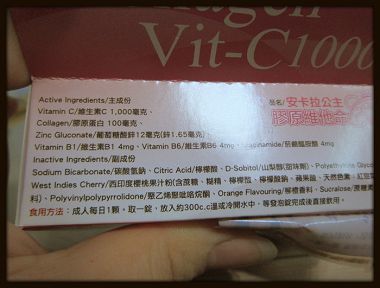 Vit-C1000
Active Ingredients/主成份
Vitamin C/維生素C 1,000毫克、
品名/安卡拉公主
Collagen/膠原蛋白 100毫克、
膠原維他命
Zinc Gluconate/葡萄糖酸鋅12毫克(鋅1.65毫克)
Vitamin B1/維生素B1 4mg、Vitamin B6/維生素B6 4mg、 4mg
Inactive Ingredients/副成份
Sodium Bicarbonate/碳酸氫鈉、Citric Acid/檸檬酸、D-Sobitol/山梨醇(甜味劑)、
West Indies Cherry/西印度櫻桃果汁粉(含蔗糖、糊精、檸檬酸、檸檬酸鈉、蘋果酸、天然色素、
料)、Polyvinylpolypyrrolidone/聚乙烯聚吡咯烷酮、Orange Flavouring/柳橙香料、Sucralose/蔗糖素
食用方法：成人每日1顆。取一錠，放入約300c.c溫或冷開水中，等發泡錠完成後直接飲用。